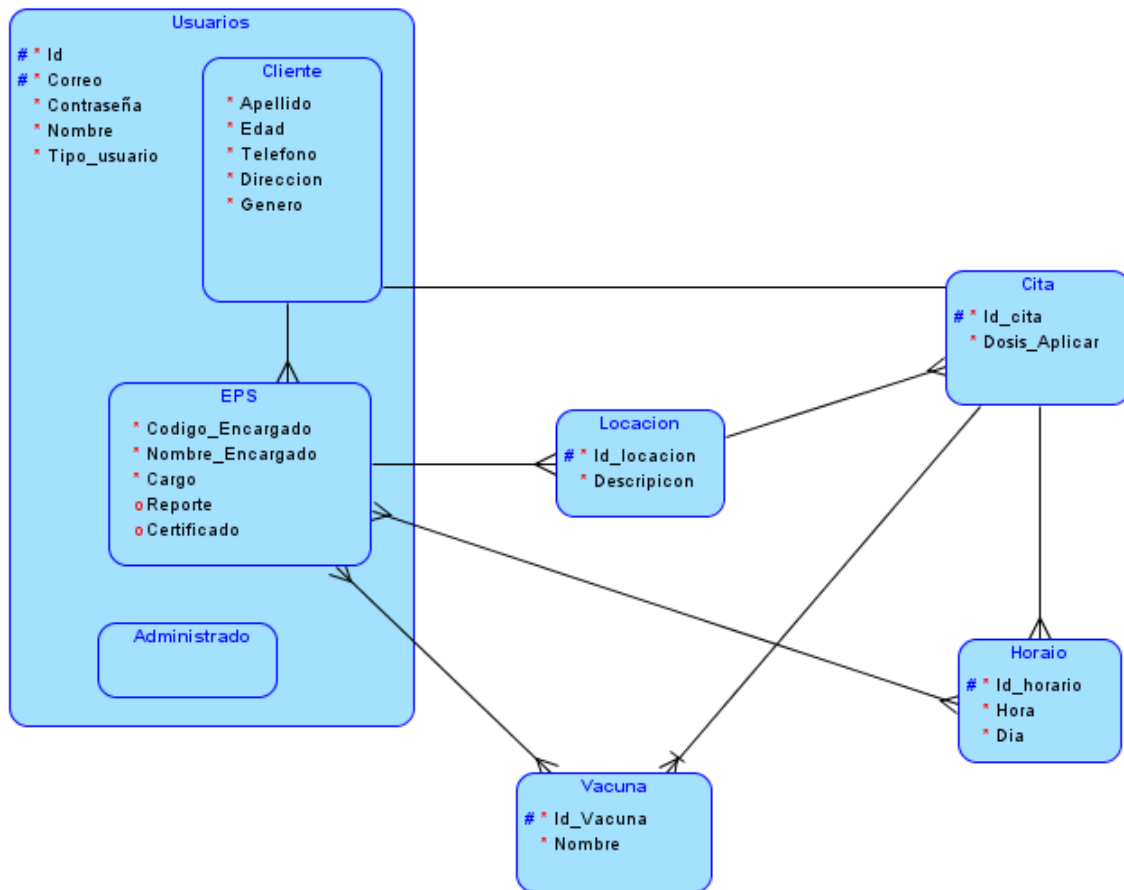 Usuarios
# * Id
# * Correo
* Contraseña
* Nombre
* Tipo_usuario
Cliente
* Apellido
* Edad
* Telefono
* Direccion
* Genero
EPS
* Codigo_Encargado
* Nombre_Encargado
* Cargo
o Reporte
o Certificado
Administrado
Locacion
# * Id_locacion
* Descripicon
Cita
# * Id_cita
* Dosis_Aplicar
Horaio
# * Id_horario
* Hora
* Dia
Vacuna
# * Id_Vacuna
* Nombre